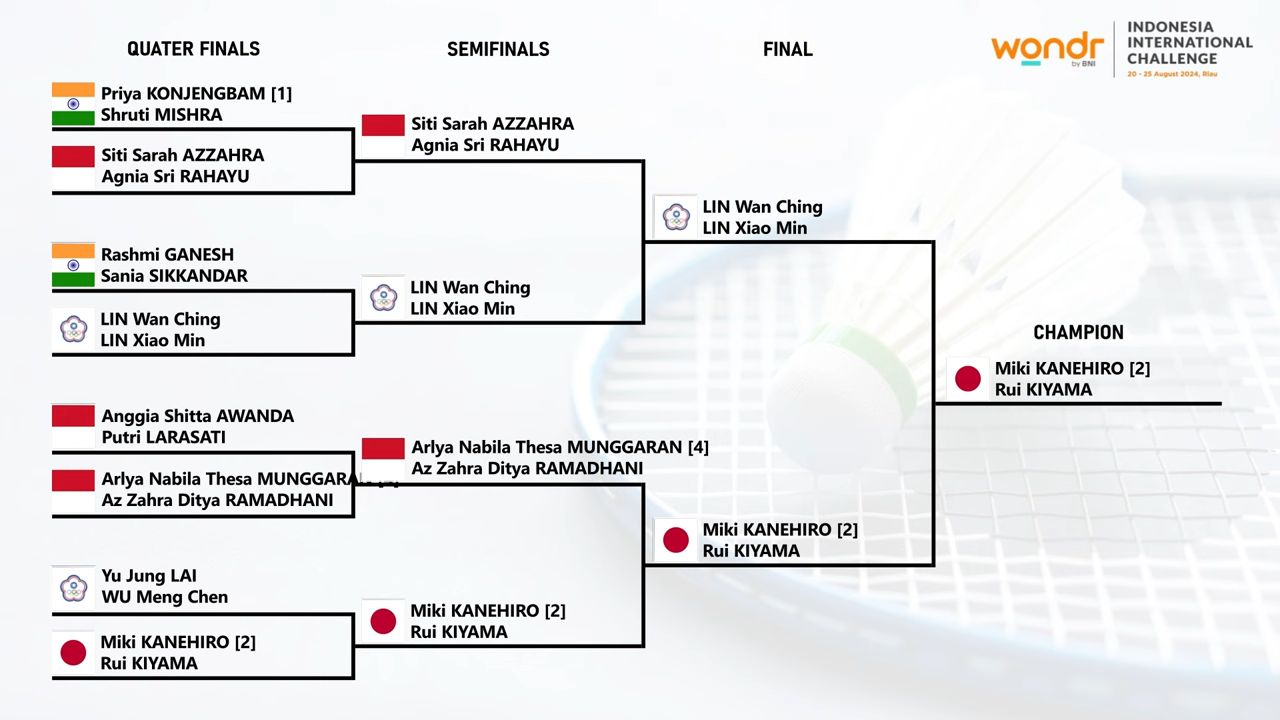 QUATER FINALS
SEMIFINALS
FINAL
wondr
by BNI
INDONESIA
INTERNATIONAL
CHALLENGE
20 - 25 August 2024, Riau
Priya KONJENGBAM [1]
Shruti MISHRA
Siti Sarah AZZAHRA
Agnia Sri RAHAYU
Rashmi GANESH
Sania SIKKANDAR
LIN Wan Ching
LIN Xiao Min
Anggia Shitta AWANDA
Putri LARASATI
Arlya Nabila Thesa
Az Zahra Ditya RAMADHANI
Yu Jung LAI
WU Meng Chen
Miki KANEHIRO [2]
Rui KIYAMA
Siti Sarah AZZAHRA
Agnia Sri RAHAYU
LIN Wan Ching
LIN Xiao Min
Arlya Nabila Thesa MUNGGARAN [4]
Az Zahra Ditya RAMADHANI
Miki KANEHIRO [2]
Rui KIYAMA
LIN Wan Ching
LIN Xiao Min
Miki KANEHIRO [2]
Rui KIYAMA
CHAMPION
Miki KANEHIRO [2]
Rui KIYAMA